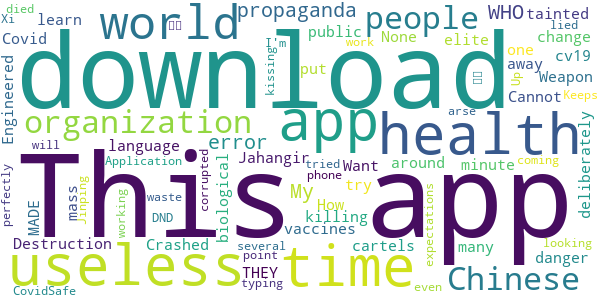 died
Xi
learn
world
propaganda
people
WHO
tainted
Covid
I'm
public
None
elite
change
lied
kissing
work
put
one
away
cv19
download
Up
Weapon
Engineered
organization
app
Cannot
Keeps
health
error
arse
will
language
Jahangir
tried
around
minute
coming
Application
phone
Want
try
deliberately
This app
perfectly
MADE
mass
Jinping
working
biological
corrupted
My
How
killing
expectations
many
looking
waste
DND
vaccines
Destruction
Crashed
several
THEY
cartels
danger
useless
time
point
typing
even
Chinese
CovidSafe